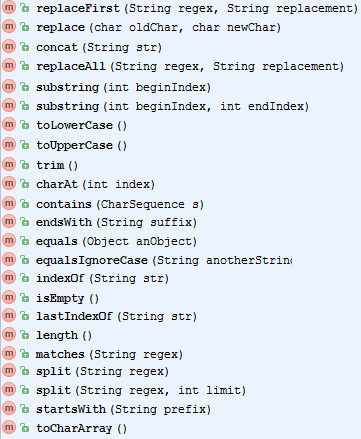 m replaceFirst(String regex, String replacement)
m replace(char oldChar, char newChar)
m concat(String str)
m replaceAll(String regex, String replacement)
m substring(int beginIndex)
m substring(int beginIndex, int endIndex)
m toLowerCase()
m toUpperCase()
m trim()
m charAt(int index)
m contains(CharSequence s)
m endsWith(String suffix)
m equals(Object anObject)
m equalsIgnoreCase(String anotherString
m indexOf(String str)
m isEmpty()
m lastIndexOf(String str)
m length()
m matches(String regex)
m split(String regex)
m split(String regex, int limit)
m startsWith(String prefix)
m toCharArray()